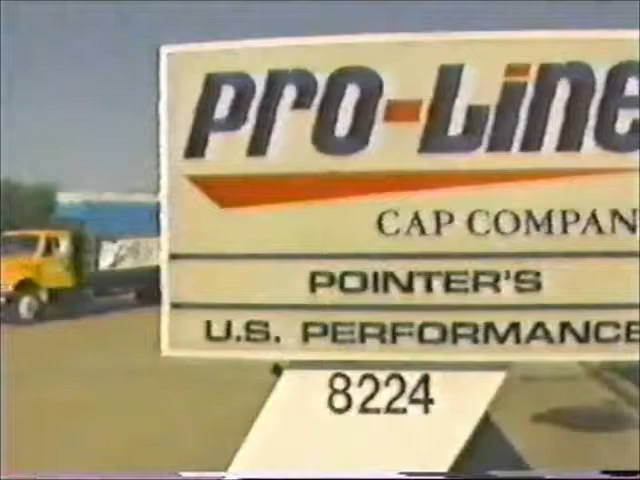 PRO-LINE
CAP COMPAN
POINTER'S
U.S. PERFORMANCE
8224